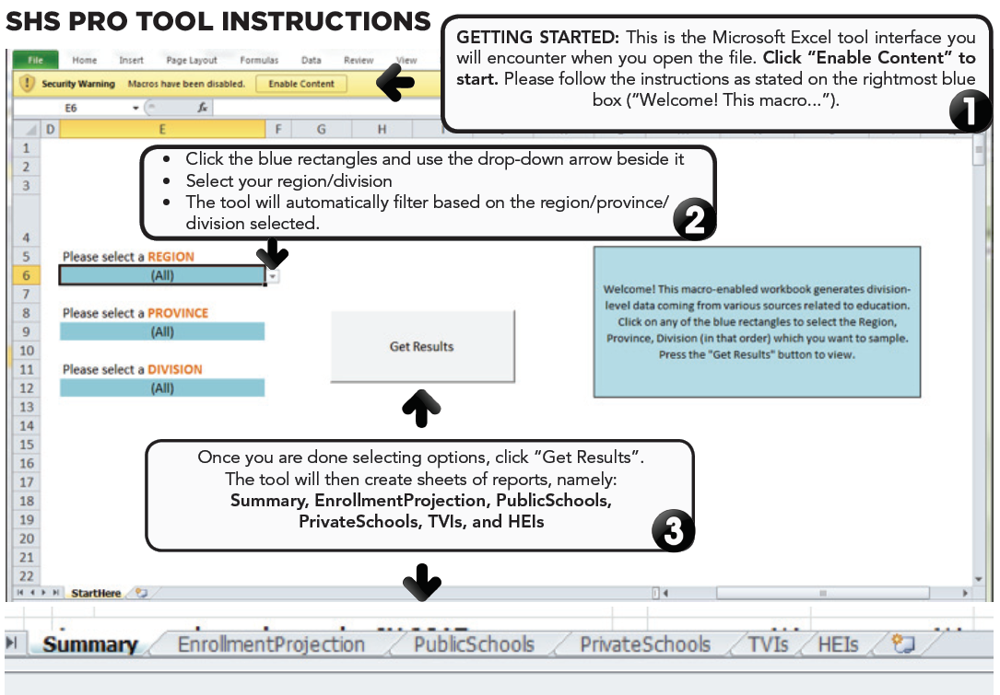 SHS PRO TOOL INSTRUCTIONS
GETTING STARTED: This is the Microsoft Excel tool interface you
will encounter when you open the file. Click “Enable Content” to
start. Please follow the instructions as stated on the rightmost blue
box (“Welcome! This macro...”).
1
File Home Insert Page Layout Formulas Data Review View
Security Warning Macros have been disabled. Enable Content
E6 fx
D E F G H
1
2
3
• Click the blue rectangles and use the drop-down arrow beside it
• Select your region/division
• The tool will automatically filter based on the region/province/
division selected.
2
4
5 Please select a REGION
6 (All)
7
8 Please select a PROVINCE
9 (All)
10
11 Please select a DIVISION
12 (All)
Get Results
Welcome! This macro-enabled workbook generates division-
level data coming from various sources related to education.
Click on any of the blue rectangles to select the Region,
Province, Division (in that order) which you want to sample.
Press the "Get Results" button to view.
13
14
15
16
17
18
19
20
21
22
Once you are done selecting options, click “Get Results”.
The tool will then create sheets of reports, namely:
Summary, EnrollmentProjection, PublicSchools,
PrivateSchools, TVIs, and HEIs
3
StartHere
Summary EnrollmentProjection PublicSchools PrivateSchools TVIs HEIs